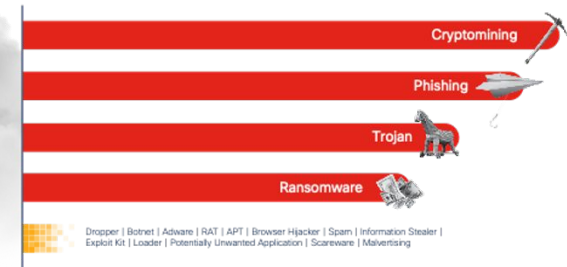 Cryptomining
Phishing
Trojan
Ransomware
Dropper | Botnet | Adware | RAT | APT | Browser Hijacker | Spam | Information Stealer |
Exploit Kit | Loader | Potentially Unwanted Application | Scareware | Malvertising